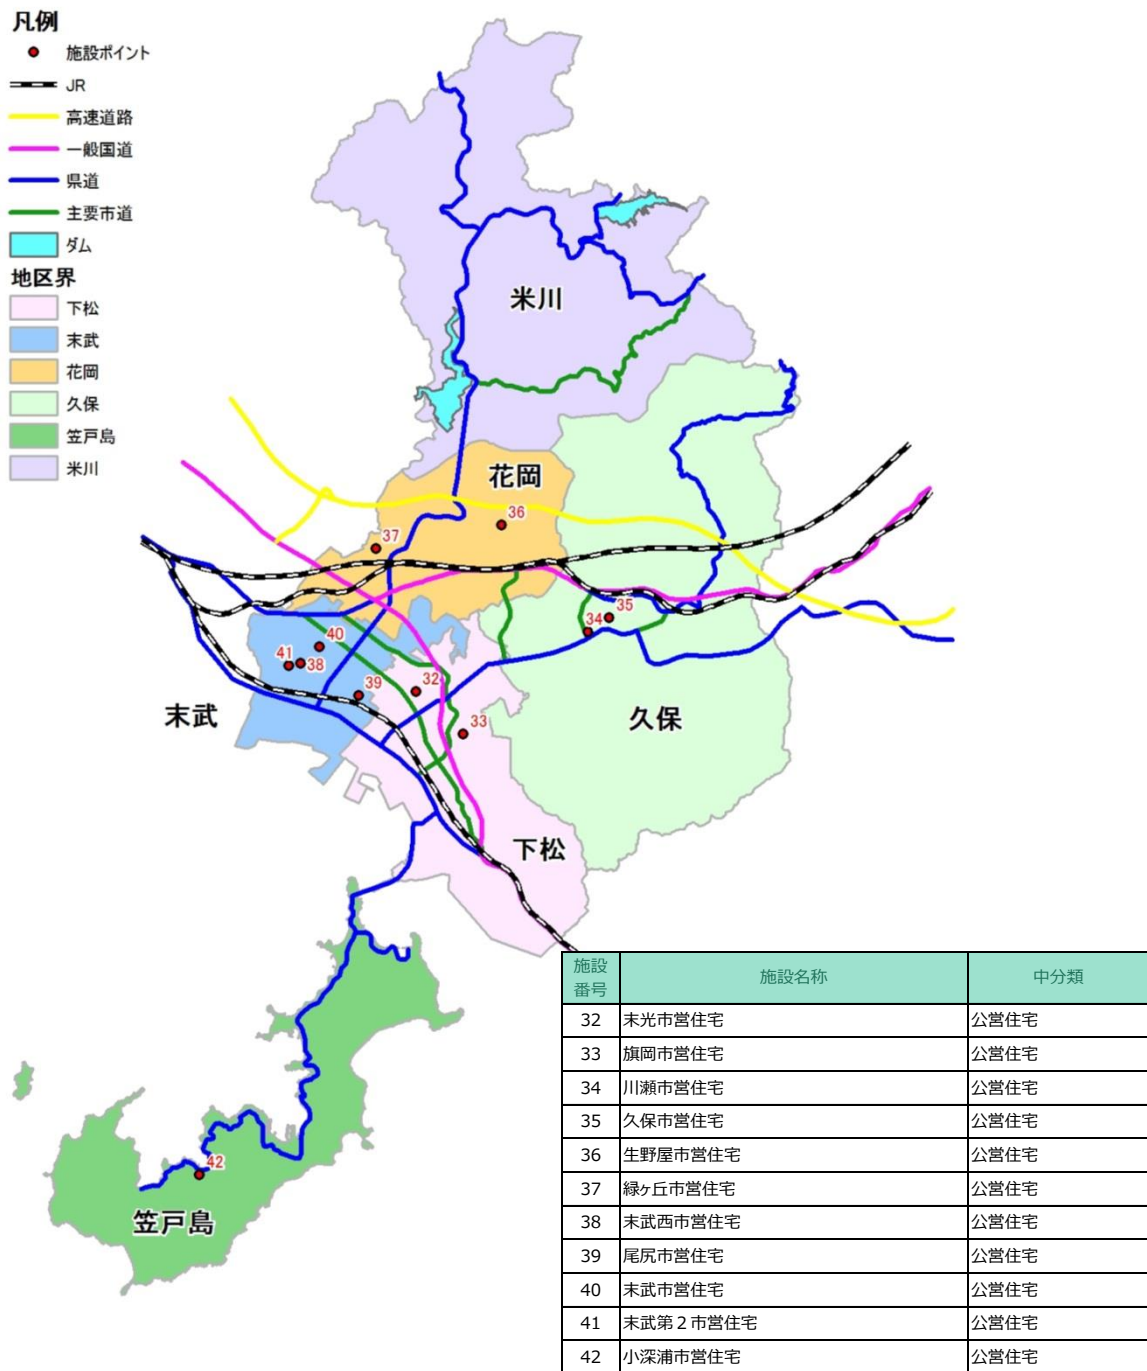 凡例
施設ポイント
JR
高速道路
一般国道
県道
主要市道
ダム
地区界
下松
末武
花岡
久保
笠戸島
米川
米川
花岡
36
37
35
34
40
41
38
39
32
33
末武
久保
下松
42
笠戸島
施設番号 施設名称 中分類
32 末光市営住宅 公営住宅
33 旗岡市営住宅 公営住宅
34 川瀬市営住宅 公営住宅
35 久保市営住宅 公営住宅
36 生野屋市営住宅 公営住宅
37 緑ヶ丘市営住宅 公営住宅
38 末武西市営住宅 公営住宅
39 尾尻市営住宅 公営住宅
40 末武市営住宅 公営住宅
41 末武第２市営住宅 公営住宅
42 小深浦市営住宅 公営住宅